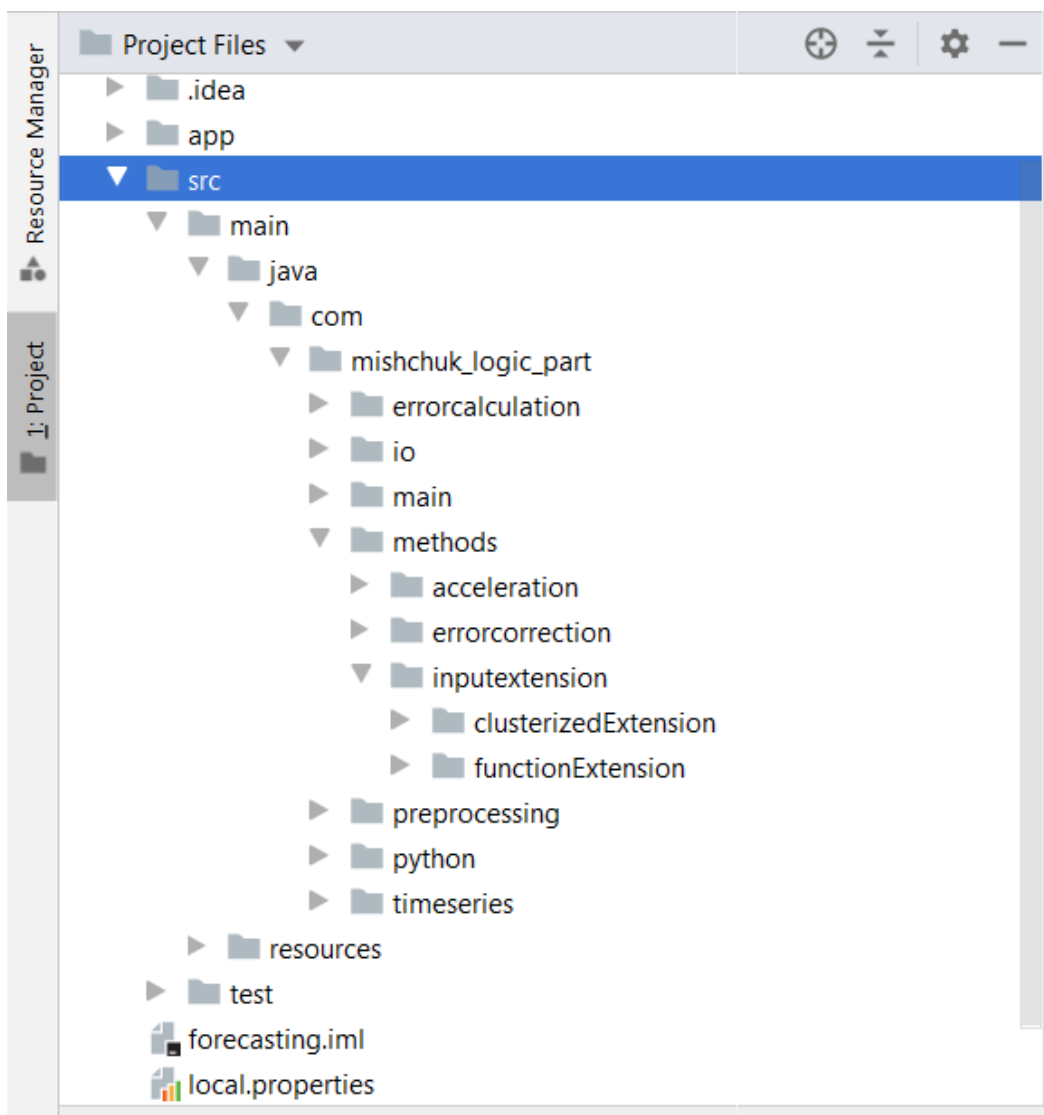 Project Files
Resource Manager
1: Project
.idea
app
src
main
java
com
mishchuk_logic_part
errorcalculation
io
main
methods
acceleration
errorcorrection
inputextension
clusterizedExtension
functionExtension
preprocessing
python
timeseries
resources
test
forecasting.iml
local.properties